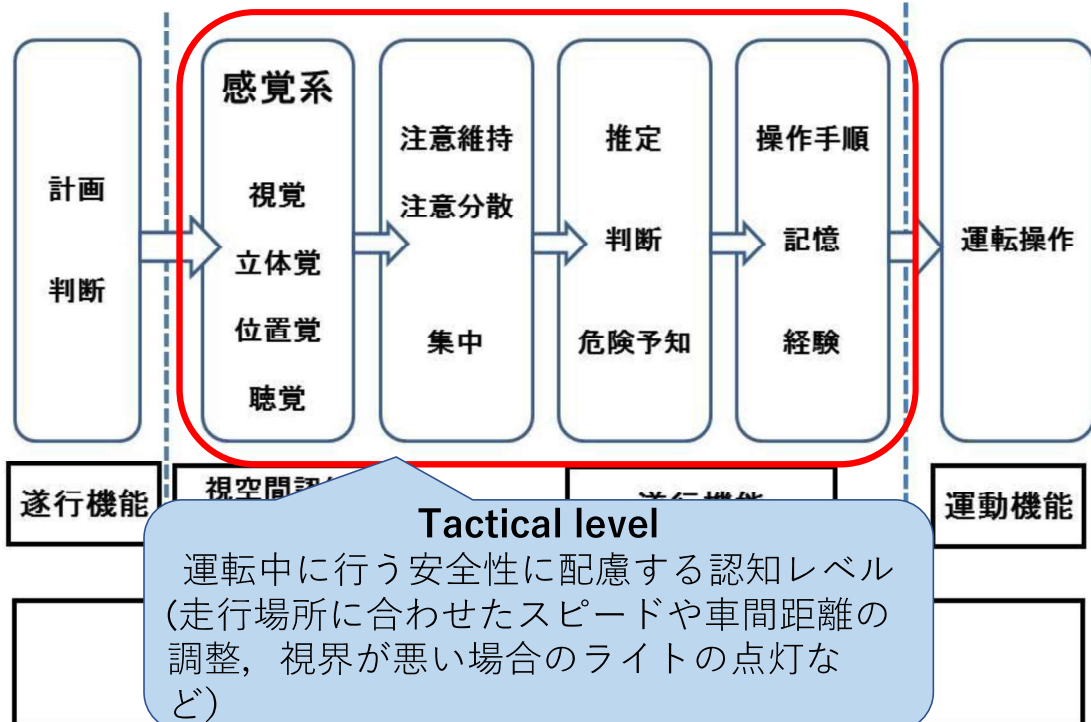 計画
判断
感覚系
視覚
立体覚
位置覚
聴覚
注意維持
注意分散
集中
推定
判断
危険予知
操作手順
記憶
経験
運転操作
遂行機能
視空間認
運動機能
Tactical level
運転中に行う安全性に配慮する認知レベル
(走行場所に合わせたスピードや車間距離の
調整，視界が悪い場合のライトの点灯な
ど)